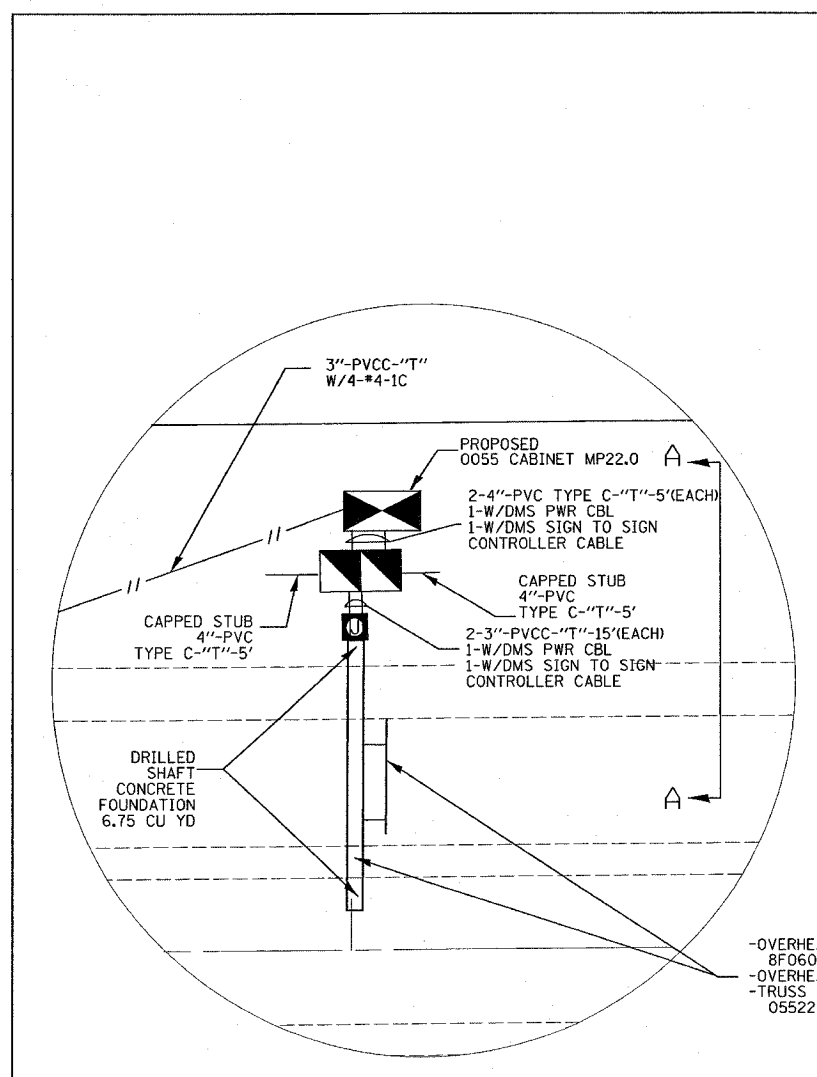 3"-PVCC-"T"
W/4-#4-1C
PROPOSED
0055 CABINET MP22.0
A
2-4"-PVC TYPE C-"T"-5'(EACH)
1-W/DMS PWR CBL
1-W/DMS SIGN TO SIGN
CONTROLLER CABLE
CAPPED STUB
4"-PVC
TYPE C-"T"-5'
CAPPED STUB
4"-PVC
TYPE C-"T"-5'
2-3"-PVCC-"T"-15'(EACH)
1-W/DMS PWR CBL
1-W/DMS SIGN TO SIGN
CONTROLLER CABLE
DRILLED
SHAFT
CONCRETE
FOUNDATION
6.75 CU YD
A
-OVERHE
8F060
-OVERHE
-TRUSS
05522